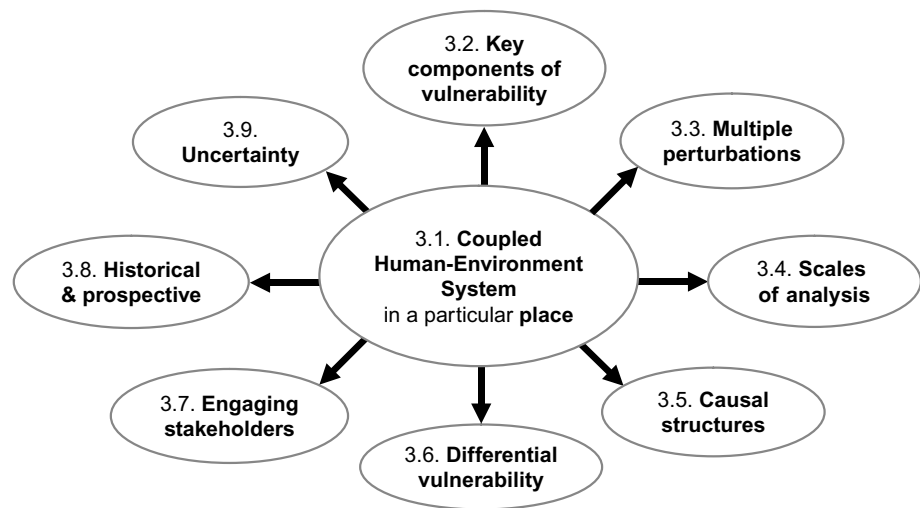 3.1. Coupled
Human-Environment
System
in a particular place
3.2. Key
components of
vulnerability
3.3. Multiple
perturbations
3.4. Scales
of analysis
3.5. Causal
structures
3.6. Differential
vulnerability
3.7. Engaging
stakeholders
3.8. Historical
& prospective
3.9.
Uncertainty